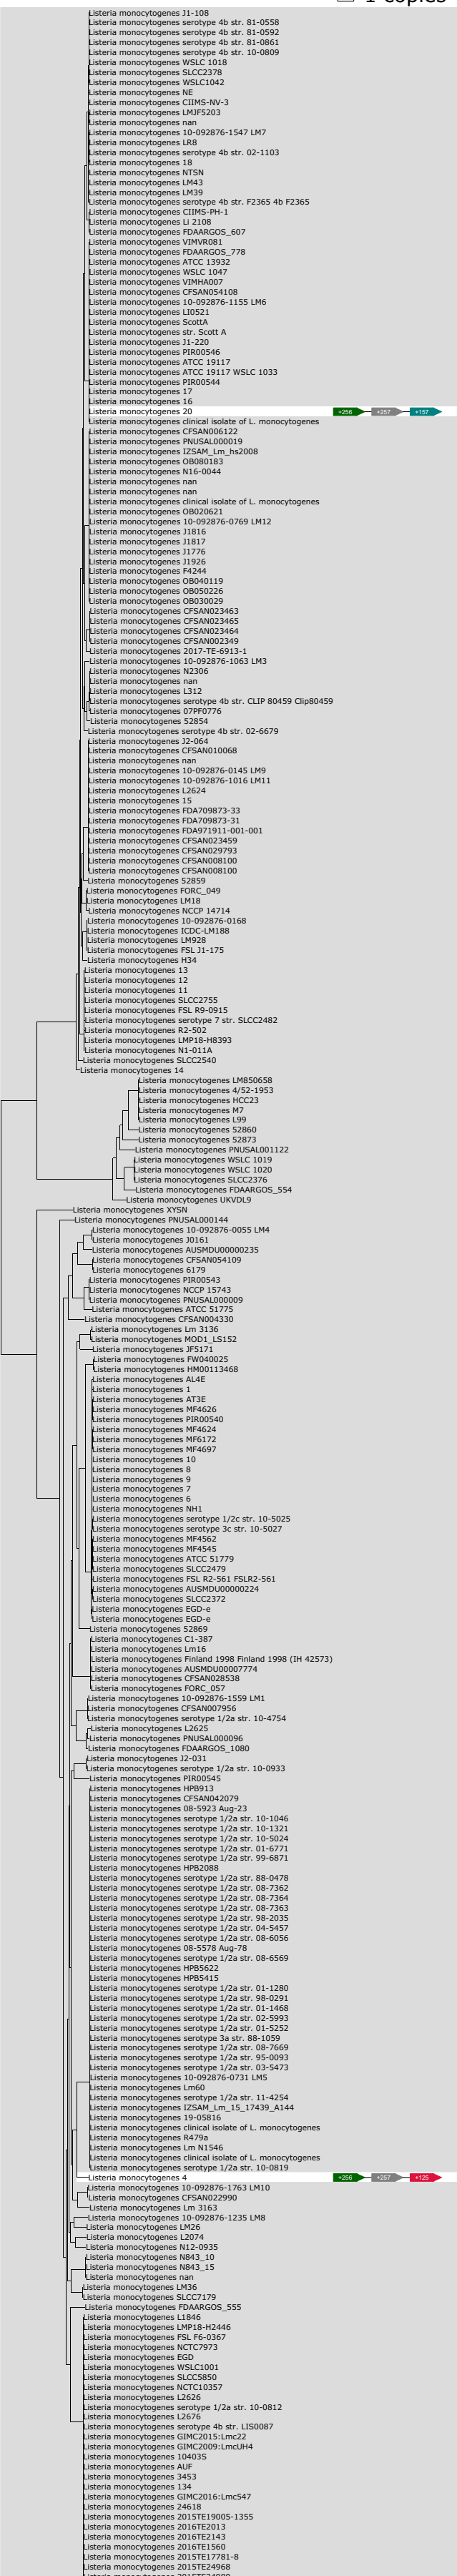 1 copies
Listeria monocytogenes J1-108
Listeria monocytogenes serotype 4b str. 81-0558
Listeria monocytogenes serotype 4b str. 81-0592
Listeria monocytogenes serotype 4b str. 81-0861
Listeria monocytogenes serotype 4b str. 10-0809
Listeria monocytogenes WSLC 1018
Listeria monocytogenes SLCC2378
Listeria monocytogenes WSLC1042
Listeria monocytogenes NE
Listeria monocytogenes CIIMS-NV-3
Listeria monocytogenes LMJF5203
Listeria monocytogenes nan
Listeria monocytogenes 10-092876-1547 LM7
Listeria monocytogenes LR8
Listeria monocytogenes serotype 4b str. 02-1103
Listeria monocytogenes 18
Listeria monocytogenes NTSN
Listeria monocytogenes LM43
Listeria monocytogenes LM39
Listeria monocytogenes serotype 4b str. F2365 4b F2365
Listeria monocytogenes CIIMS-PH-1
Listeria monocytogenes Li 2108
Listeria monocytogenes FDAARGOS_607
Listeria monocytogenes VIMVR081
Listeria monocytogenes FDAARGOS_778
Listeria monocytogenes ATCC 13932
Listeria monocytogenes WSLC 1047
Listeria monocytogenes VIMHA007
Listeria monocytogenes CFSAN054108
Listeria monocytogenes 10-092876-1155 LM6
Listeria monocytogenes LI0521
Listeria monocytogenes ScottA
Listeria monocytogenes str. Scott A
Listeria monocytogenes J1-220
Listeria monocytogenes PIR00546
Listeria monocytogenes ATCC 19117
Listeria monocytogenes ATCC 19117 WSLC 1033
Listeria monocytogenes PIR00544
Listeria monocytogenes 17
Listeria monocytogenes 16
Listeria monocytogenes 20 +256 +257 +157
Listeria monocytogenes clinical isolate of L. monocytogenes
Listeria monocytogenes CFSAN006122
Listeria monocytogenes PNUSAL000019
Listeria monocytogenes IZSAM_Lm_hs2008
Listeria monocytogenes OB080183
Listeria monocytogenes N16-0044
Listeria monocytogenes nan
Listeria monocytogenes nan
Listeria monocytogenes clinical isolate of L. monocytogenes
Listeria monocytogenes OB020621
Listeria monocytogenes 10-092876-0769 LM12
Listeria monocytogenes J1816
Listeria monocytogenes J1817
Listeria monocytogenes J1776
Listeria monocytogenes J1926
Listeria monocytogenes F4244
Listeria monocytogenes OB040119
Listeria monocytogenes OB050226
Listeria monocytogenes OB030029
Listeria monocytogenes CFSAN023463
Listeria monocytogenes CFSAN023465
Listeria monocytogenes CFSAN023464
Listeria monocytogenes CFSAN002349
Listeria monocytogenes 2017-TE-6913-1
Listeria monocytogenes 10-092876-1063 LM3
Listeria monocytogenes N2306
Listeria monocytogenes nan
Listeria monocytogenes L312
Listeria monocytogenes serotype 4b str. CLIP 80459 Clip80459
Listeria monocytogenes 07PF0776
Listeria monocytogenes 52854
Listeria monocytogenes serotype 4b str. 02-6679
Listeria monocytogenes J2-064
Listeria monocytogenes CFSAN010068
Listeria monocytogenes nan
Listeria monocytogenes 10-092876-0145 LM9
Listeria monocytogenes 10-092876-1016 LM11
Listeria monocytogenes L2624
Listeria monocytogenes 15
Listeria monocytogenes FDA709873-33
Listeria monocytogenes FDA709873-31
Listeria monocytogenes FDA971911-001-001
Listeria monocytogenes CFSAN023459
Listeria monocytogenes CFSAN029793
Listeria monocytogenes CFSAN008100
Listeria monocytogenes CFSAN008100
Listeria monocytogenes 52859
Listeria monocytogenes FORC_049
Listeria monocytogenes LM18
Listeria monocytogenes NCCP 14714
Listeria monocytogenes 10-092876-0168
Listeria monocytogenes ICDC-LM188
Listeria monocytogenes LM928
Listeria monocytogenes FSL J1-175
Listeria monocytogenes H34
Listeria monocytogenes 13
Listeria monocytogenes 12
Listeria monocytogenes 11
Listeria monocytogenes SLCC2755
Listeria monocytogenes FSL R9-0915
Listeria monocytogenes serotype 7 str. SLCC2482
Listeria monocytogenes R2-502
Listeria monocytogenes LMP18-H8393
Listeria monocytogenes N1-011A
Listeria monocytogenes SLCC2540
Listeria monocytogenes 14
Listeria monocytogenes LM850658
Listeria monocytogenes 4/52-1953
Listeria monocytogenes HCC23
Listeria monocytogenes M7
Listeria monocytogenes L99
Listeria monocytogenes 52860
Listeria monocytogenes 52873
Listeria monocytogenes PNUSAL001122
Listeria monocytogenes WSLC 1019
Listeria monocytogenes WSLC 1020
Listeria monocytogenes SLCC2376
Listeria monocytogenes FDAARGOS_554
Listeria monocytogenes UKVDL9
Listeria monocytogenes XYSN
Listeria monocytogenes PNUSAL000144
Listeria monocytogenes 10-092876-0055 LM4
Listeria monocytogenes J0161
Listeria monocytogenes AUSMDU00000235
Listeria monocytogenes CFSAN054109
Listeria monocytogenes 6179
Listeria monocytogenes PIR00543
Listeria monocytogenes NCCP 15743
Listeria monocytogenes PNUSAL000009
Listeria monocytogenes ATCC 51775
Listeria monocytogenes CFSAN004330
Listeria monocytogenes Lm 3136
Listeria monocytogenes MOD1_LS152
Listeria monocytogenes JF5171
Listeria monocytogenes FW040025
Listeria monocytogenes HM00113468
Listeria monocytogenes AL4E
Listeria monocytogenes 1
Listeria monocytogenes AT3E
Listeria monocytogenes MF4626
Listeria monocytogenes PIR00540
Listeria monocytogenes MF4624
Listeria monocytogenes MF6172
Listeria monocytogenes MF4697
Listeria monocytogenes 10
Listeria monocytogenes 8
Listeria monocytogenes 9
Listeria monocytogenes 7
Listeria monocytogenes 6
Listeria monocytogenes NH1
Listeria monocytogenes serotype 1/2c str. 10-5025
Listeria monocytogenes serotype 3c str. 10-5027
Listeria monocytogenes MF4562
Listeria monocytogenes MF4545
Listeria monocytogenes ATCC 51779
Listeria monocytogenes SLCC2479
Listeria monocytogenes FSL R2-561 FSLR2-561
Listeria monocytogenes AUSMDU00000224
Listeria monocytogenes SLCC2372
Listeria monocytogenes EGD-e
Listeria monocytogenes EGD-e
Listeria monocytogenes 52869
Listeria monocytogenes C1-387
Listeria monocytogenes Lm16
Listeria monocytogenes Finland 1998 Finland 1998 (IH 42573)
Listeria monocytogenes AUSMDU00007774
Listeria monocytogenes CFSAN028538
Listeria monocytogenes FORC_057
Listeria monocytogenes 10-092876-1559 LM1
Listeria monocytogenes CFSAN007956
Listeria monocytogenes serotype 1/2a str. 10-4754
Listeria monocytogenes L2625
Listeria monocytogenes PNUSAL000096
Listeria monocytogenes FDAARGOS_1080
Listeria monocytogenes J2-031
Listeria monocytogenes serotype 1/2a str. 10-0933
Listeria monocytogenes PIR00545
Listeria monocytogenes HPB913
Listeria monocytogenes CFSAN042079
Listeria monocytogenes 08-5923 Aug-23
Listeria monocytogenes serotype 1/2a str. 10-1046
Listeria monocytogenes serotype 1/2a str. 10-1321
Listeria monocytogenes serotype 1/2a str. 10-5024
Listeria monocytogenes serotype 1/2a str. 01-6771
Listeria monocytogenes serotype 1/2a str. 99-6871
Listeria monocytogenes HPB2088
Listeria monocytogenes serotype 1/2a str. 88-0478
Listeria monocytogenes serotype 1/2a str. 08-7362
Listeria monocytogenes serotype 1/2a str. 08-7364
Listeria monocytogenes serotype 1/2a str. 08-7363
Listeria monocytogenes serotype 1/2a str. 98-2035
Listeria monocytogenes serotype 1/2a str. 04-5457
Listeria monocytogenes serotype 1/2a str. 08-6056
Listeria monocytogenes 08-5578 Aug-78
Listeria monocytogenes serotype 1/2a str. 08-6569
Listeria monocytogenes HPB5622
Listeria monocytogenes HPB5415
Listeria monocytogenes serotype 1/2a str. 01-1280
Listeria monocytogenes serotype 1/2a str. 98-0291
Listeria monocytogenes serotype 1/2a str. 01-1468
Listeria monocytogenes serotype 1/2a str. 02-5993
Listeria monocytogenes serotype 1/2a str. 01-5252
Listeria monocytogenes serotype 3a str. 88-1059
Listeria monocytogenes serotype 1/2a str. 08-7669
Listeria monocytogenes serotype 1/2a str. 95-0093
Listeria monocytogenes serotype 1/2a str. 03-5473
Listeria monocytogenes 10-092876-0731 LM5
Listeria monocytogenes Lm60
Listeria monocytogenes serotype 1/2a str. 11-4254
Listeria monocytogenes IZSAM_Lm_15_17439_A144
Listeria monocytogenes 19-05816
Listeria monocytogenes clinical isolate of L. monocytogenes
Listeria monocytogenes R479a
Listeria monocytogenes Lm N1546
Listeria monocytogenes clinical isolate of L. monocytogenes
Listeria monocytogenes serotype 1/2a str. 10-0819
Listeria monocytogenes 4 +256 +257 +125
Listeria monocytogenes 10-092876-1763 LM10
Listeria monocytogenes CFSAN022990
Listeria monocytogenes Lm 3163
Listeria monocytogenes 10-092876-1235 LM8
Listeria monocytogenes LM26
Listeria monocytogenes L2074
Listeria monocytogenes N12-0935
Listeria monocytogenes N843_10
Listeria monocytogenes N843_15
Listeria monocytogenes nan
Listeria monocytogenes LM36
Listeria monocytogenes SLCC7179
Listeria monocytogenes FDAARGOS_555
Listeria monocytogenes L1846
Listeria monocytogenes LMP18-H2446
Listeria monocytogenes FSL F6-0367
Listeria monocytogenes NCTC7973
Listeria monocytogenes EGD
Listeria monocytogenes WSLC1001
Listeria monocytogenes SLCC5850
Listeria monocytogenes NCTC10357
Listeria monocytogenes L2626
Listeria monocytogenes serotype 1/2a str. 10-0812
Listeria monocytogenes L2676
Listeria monocytogenes serotype 4b str. LIS0087
Listeria monocytogenes GIMC2015:Lmc22
Listeria monocytogenes GIMC2009:LmcUH4
Listeria monocytogenes 10403S
Listeria monocytogenes AUF
Listeria monocytogenes 3453
Listeria monocytogenes 134
Listeria monocytogenes GIMC2016:Lmc547
Listeria monocytogenes 24618
Listeria monocytogenes 2015TE19005-1355
Listeria monocytogenes 2016TE2013
Listeria monocytogenes 2016TE2143
Listeria monocytogenes 2016TE1560
Listeria monocytogenes 2015TE17781-8
Listeria monocytogenes 2015TE24968